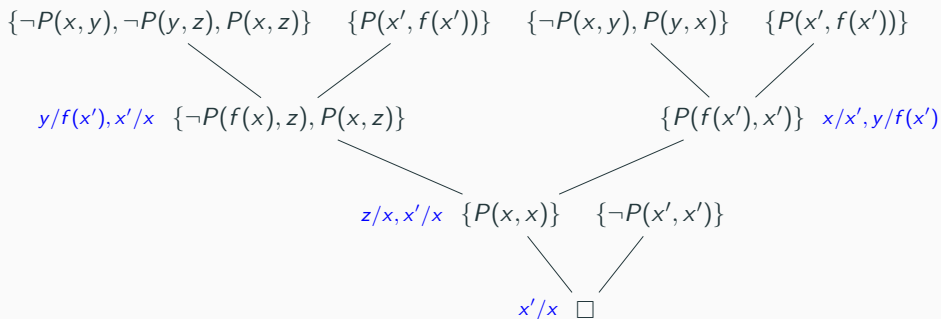 {¬P(x, y), ¬P(y, z), P(x, z)} {P(x′, f(x′))} {¬P(x, y), P(y, x)} {P(x′, f(x′))}
y/f(x′), x′/x {¬P(f(x), z), P(x, z)} {P(f(x′), x′)} x/x′, y/f(x′)
z/x, x′/x {P(x, x)} {¬P(x′, x′)}
x′/x □